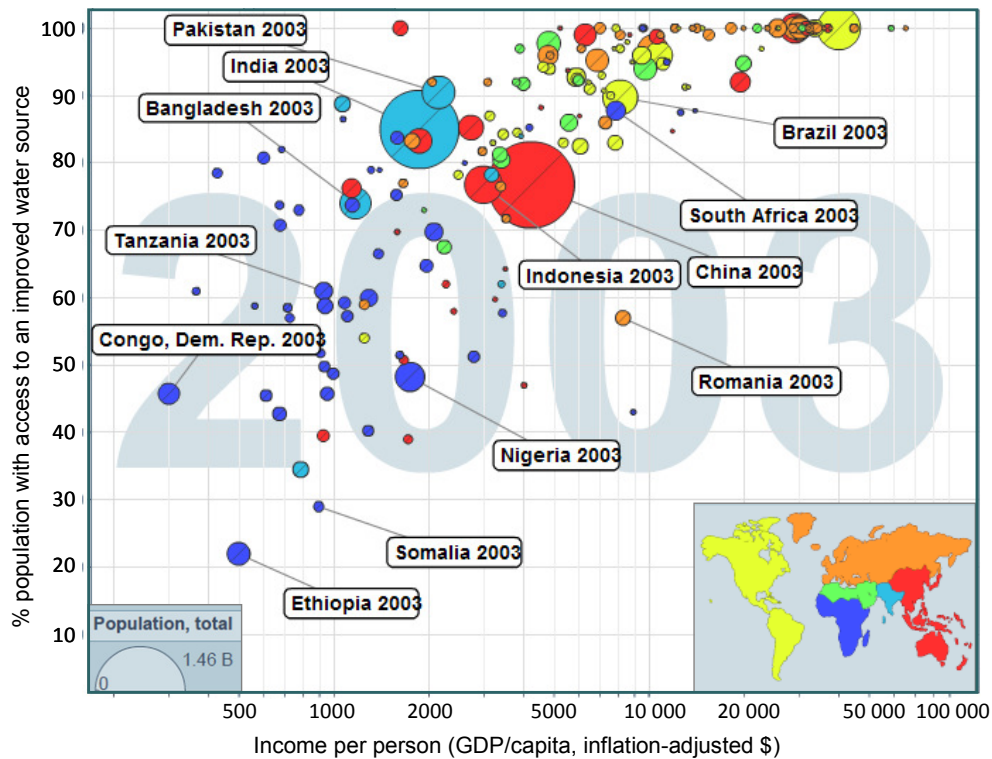 Pakistan 2003
India 2003
Bangladesh 2003
Brazil 2003
South Africa 2003
Tanzania 2003
Indonesia 2003
China 2003
Congo, Dem. Rep. 2003
Romania 2003
Nigeria 2003
Somalia 2003
Ethiopia 2003
2003
% population with access to an improved water source
100
90
80
70
60
50
40
30
20
10
Population, total
1.46 B
0
500
1000
2000
5000
10 000
20 000
50 000
100 000
Income per person (GDP/capita, inflation-adjusted $)